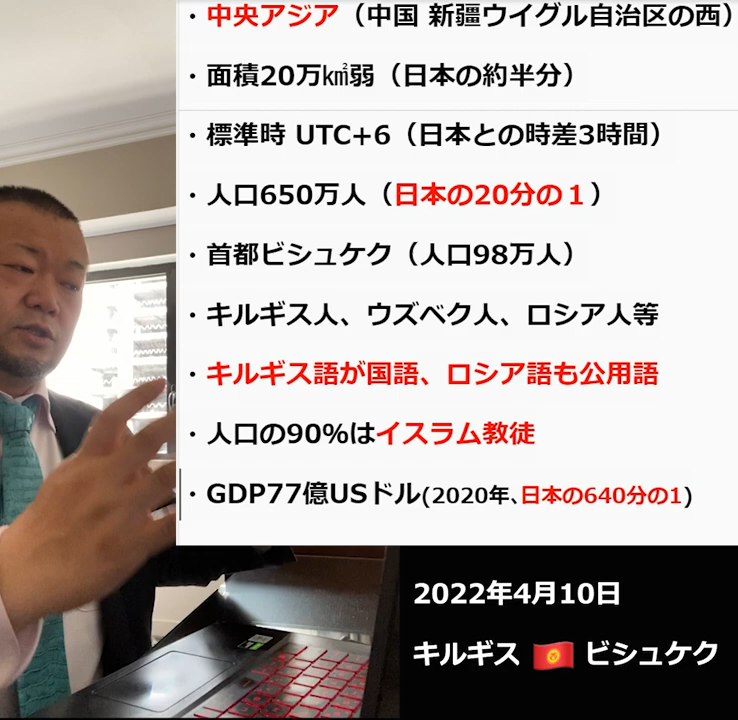 ・中央アジア（中国 新疆ウイグル自治区の西）
・面積20万㎢弱（日本の約半分）
・標準時 UTC+6（日本との時差3時間）
・人口650万人（日本の20分の１）
・首都ビシュケク（人口98万人）
・キルギス人、ウズベク人、ロシア人等
・キルギス語が国語、ロシア語も公用語
・人口の90%はイスラム教徒
・GDP77億USドル(2020年、日本の640分の1)
2022年4月10日
キルギス 🇰🇬 ビシュケク